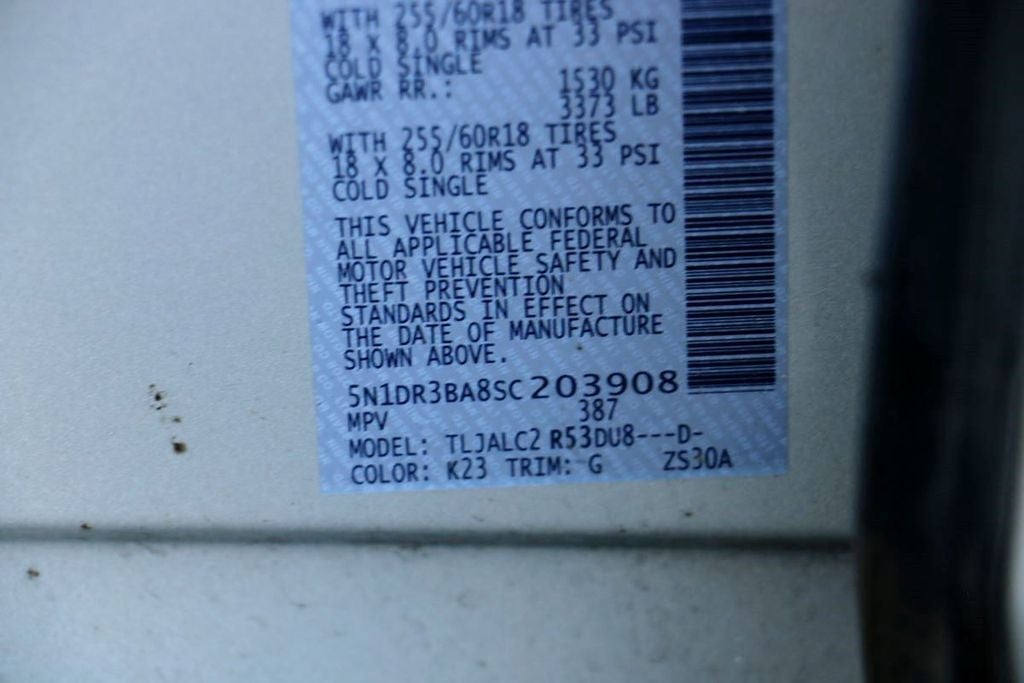 WITH 255/60R18 TIRES
18 X 8.0 RIMS AT 33 PSI
COLD SINGLE
GAWR RR.: 1530 KG
3373 LB
WITH 255/60R18 TIRES
18 X 8.0 RIMS AT 33 PSI
COLD SINGLE
THIS VEHICLE CONFORMS TO
ALL APPLICABLE FEDERAL
MOTOR VEHICLE SAFETY AND
THEFT PREVENTION
STANDARDS IN EFFECT ON
THE DATE OF MANUFACTURE
SHOWN ABOVE.
5N1DR3BA8SC203908
MPV 387
MODEL: TLJALC2 R53DU8---D-
COLOR: K23 TRIM: G ZS30A